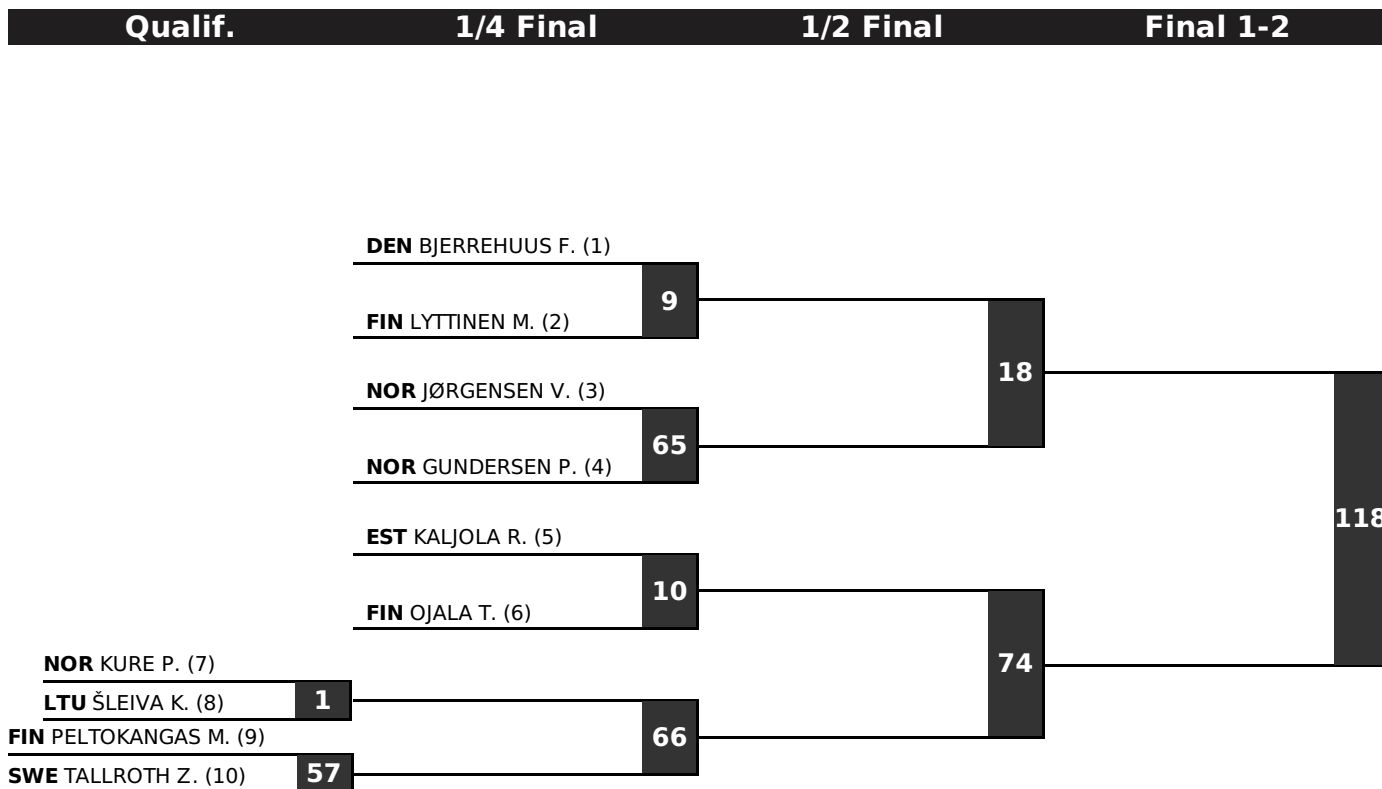 Qualif. 1/4 Final 1/2 Final Final 1-2
DEN BJERREHUUS F. (1)
9
FIN LYTTINEN M. (2)
18
NOR JØRGENSEN V. (3)
65
NOR GUNDERSEN P. (4)
118
EST KALJOLA R. (5)
10
FIN OJALA T. (6)
NOR KURE P. (7)
74
LTU ŠLEIVA K. (8) 1
FIN PELTOKANGAS M. (9)
66
SWE TALLROTH Z. (10) 57